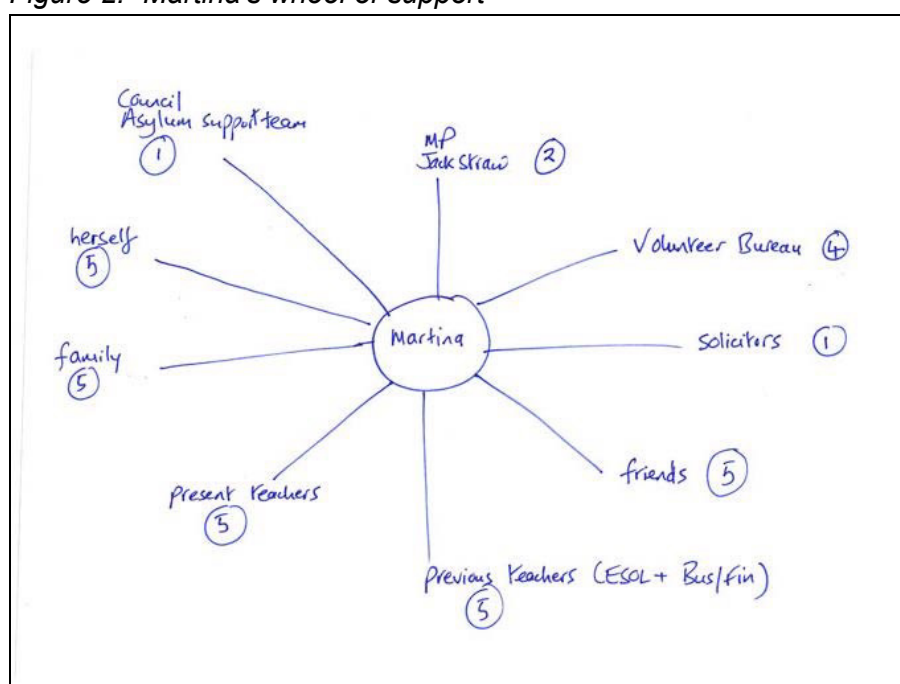 Figure 2: Martina's wheel of support
Council
Asylum support team
1
MP
Jack Straw 2
Volunteer Bureau 4
herself
5
Martina
solicitors 1
family
5
friends 5
present teachers
5
previous teachers (ESOL + Bus/Fin)
5